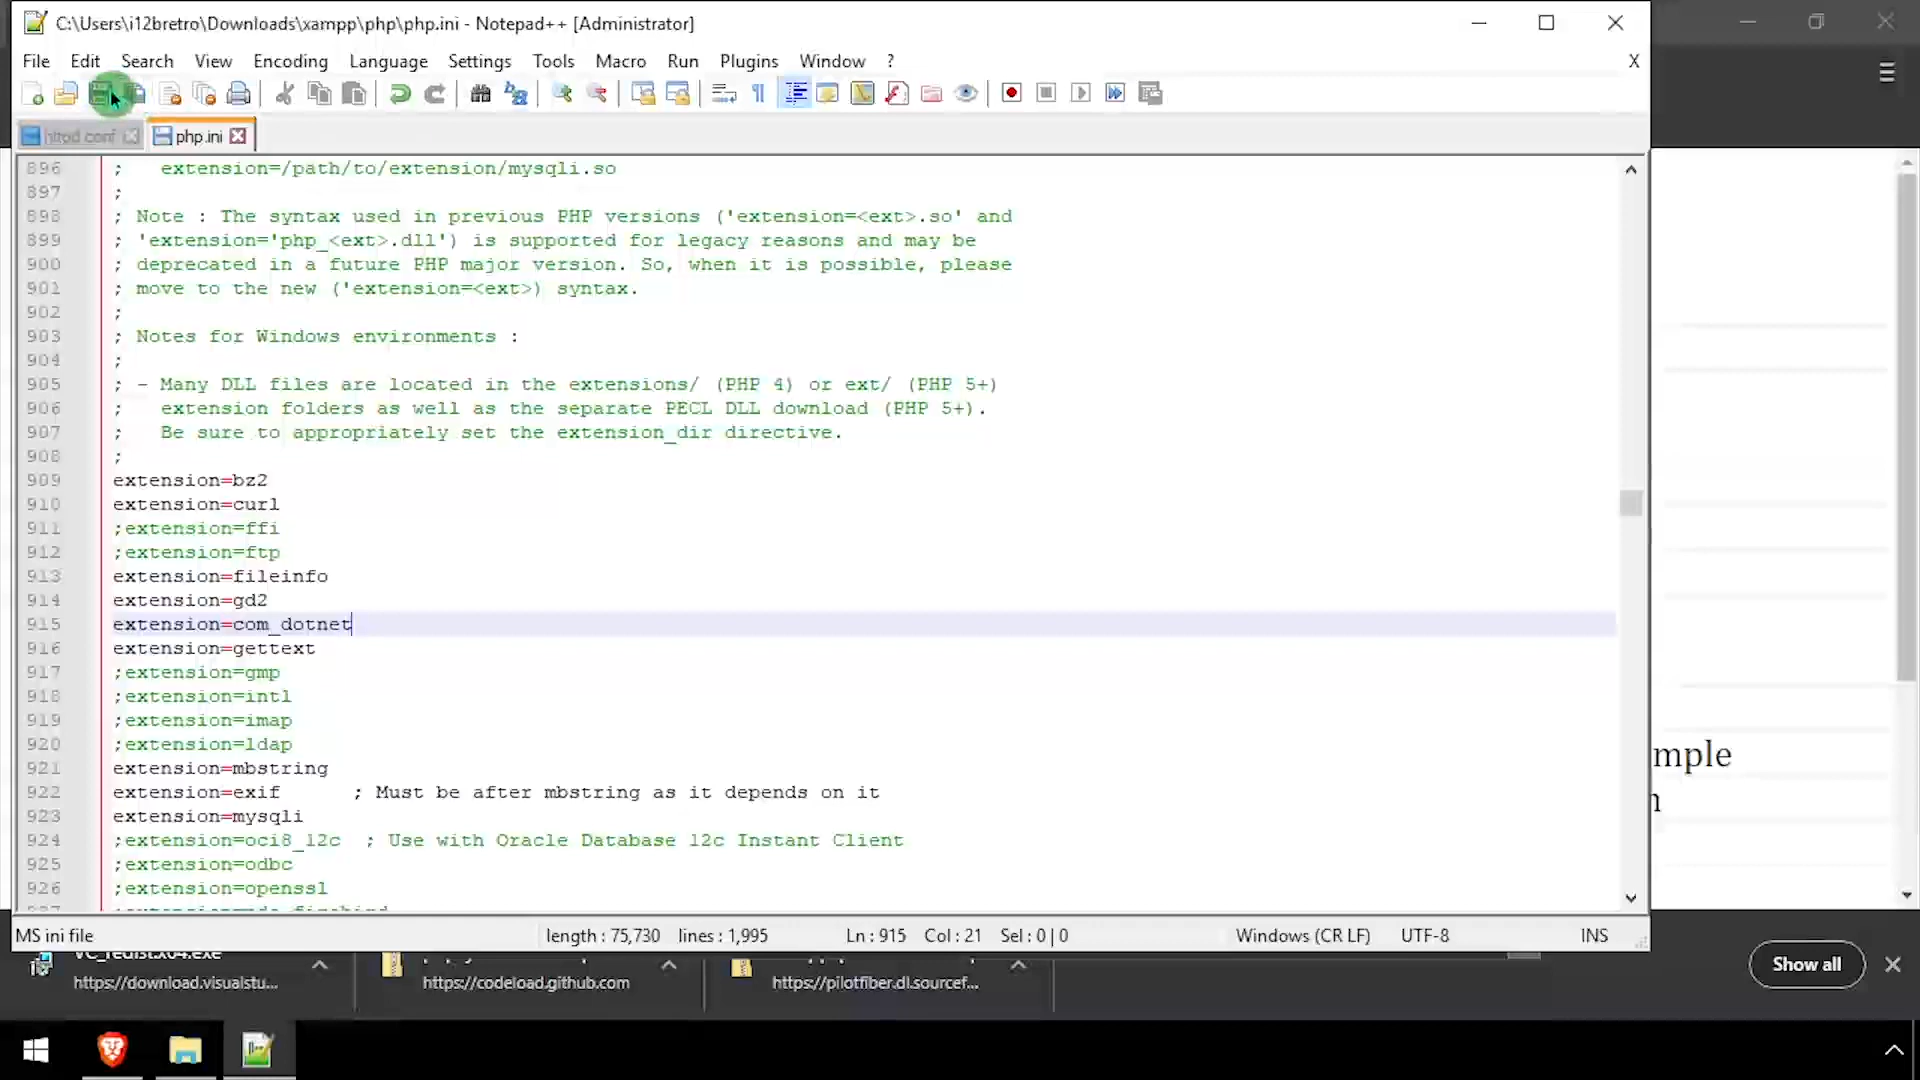 C:\Users\i12bretro\Downloads\xampp\php\php.ini - Notepad++ [Administrator]
File Edit Search View Encoding Language Settings Tools Macro Run Plugins Window ? X
httpd.conf php.ini
896 ;   extension=/path/to/extension/mysqli.so
897 ;
898 ; Note : The syntax used in previous PHP versions ('extension=<ext>.so' and
899 ; 'extension='php_<ext>.dll') is supported for legacy reasons and may be
900 ; deprecated in a future PHP major version. So, when it is possible, please
901 ; move to the new ('extension=<ext>) syntax.
902 ;
903 ; Notes for Windows environments :
904 ;
905 ; - Many DLL files are located in the extensions/ (PHP 4) or ext/ (PHP 5+)
906 ;   extension folders as well as the separate PECL DLL download (PHP 5+).
907 ;   Be sure to appropriately set the extension_dir directive.
908 ;
909 extension=bz2
910 extension=curl
911 ;extension=ffi
912 ;extension=ftp
913 extension=fileinfo
914 extension=gd2
915 extension=com_dotnet
916 extension=gettext
917 ;extension=gmp
918 ;extension=intl
919 ;extension=imap
920 ;extension=ldap
921 extension=mbstring
922 extension=exif      ; Must be after mbstring as it depends on it
923 extension=mysqli
924 ;extension=oci8_12c  ; Use with Oracle Database 12c Instant Client
925 ;extension=odbc
926 ;extension=openssl
mple
MS ini file length : 75,730 lines : 1,995 Ln : 915 Col : 21 Sel : 0 | 0 Windows (CR LF) UTF-8 INS
VC_redist.x64.exe
https://download.visualstu... https://codeload.github.com https://pilotfiber.dl.sourcef... Show all